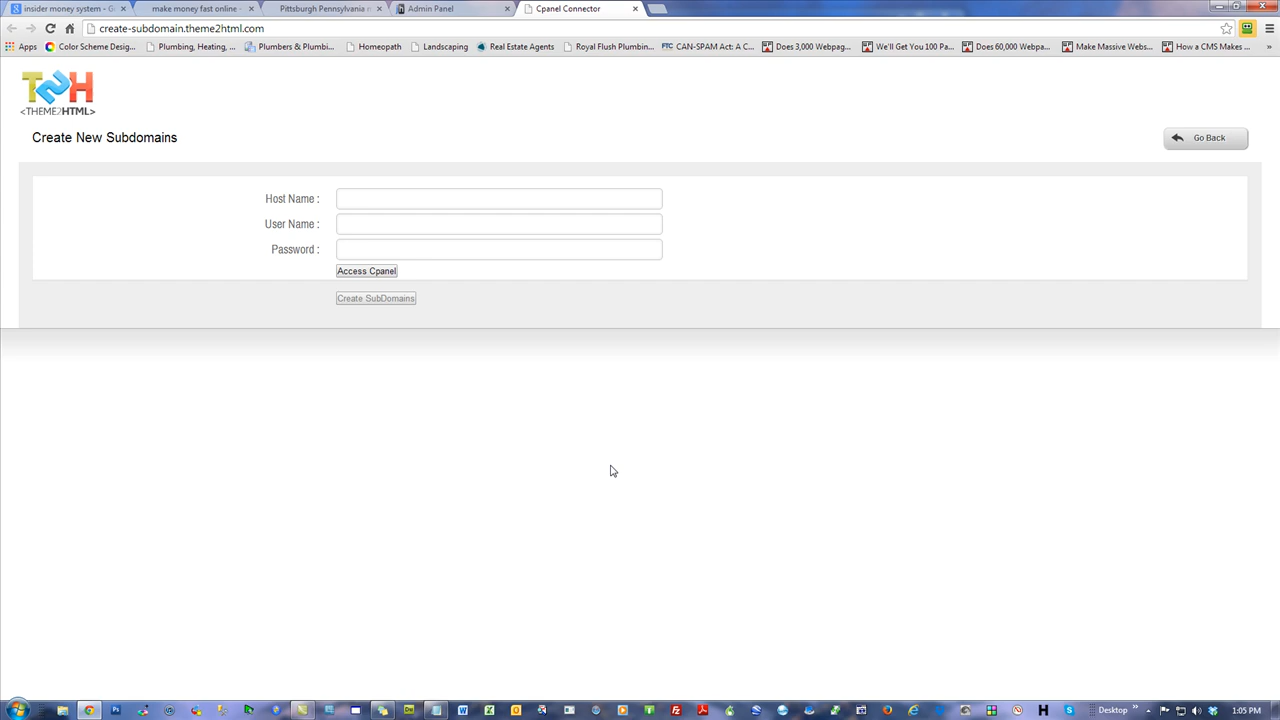 insider money system - G
make money fast online -
Pittsburgh Pennsylvania
Admin Panel
Cpanel Connector
create-subdomain.theme2html.com
Apps
Color Scheme Desig...
Plumbing, Heating, ...
Plumbers & Plumbi...
Homeopath
Landscaping
Real Estate Agents
Royal Flush Plumbin...
FTC CAN-SPAM Act: A C...
Does 3,000 Webpag...
We'll Get You 100 Pa...
Does 60,000 Webpa...
Make Massive Webs...
How a CMS Makes ...
»
T2H
<THEME2HTML>
Create New Subdomains
Go Back
Host Name :
User Name :
Password :
Access Cpanel
Create SubDomains
Desktop
»
1:05 PM